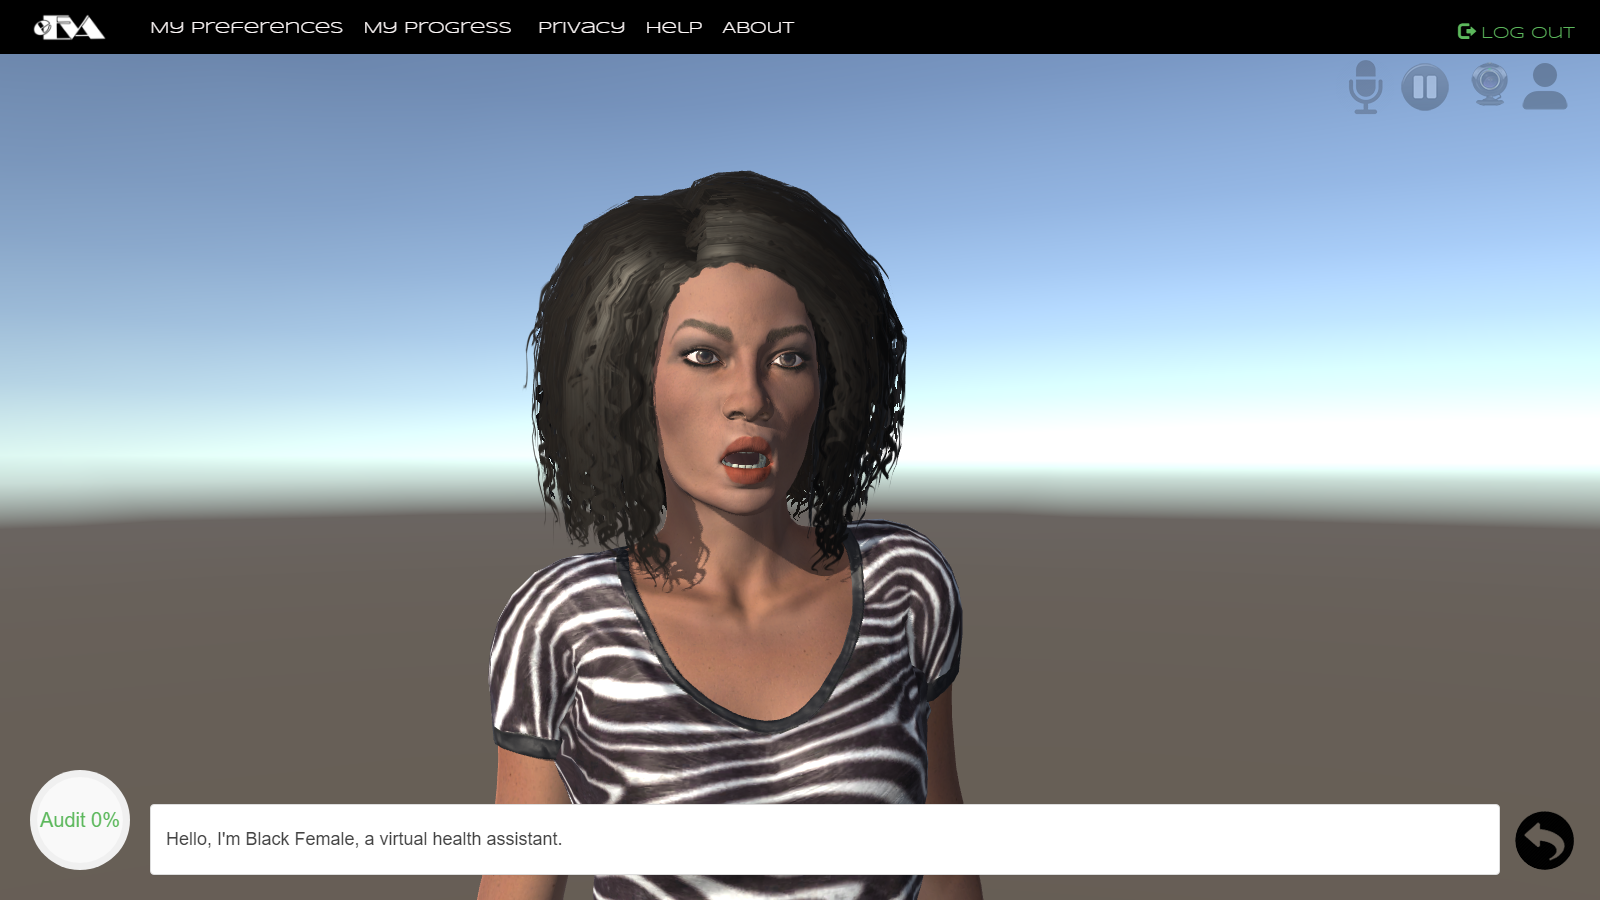 My Preferences My Progress Privacy Help About LOG OUT
Audit 0%
Hello, I'm Black Female, a virtual health assistant.